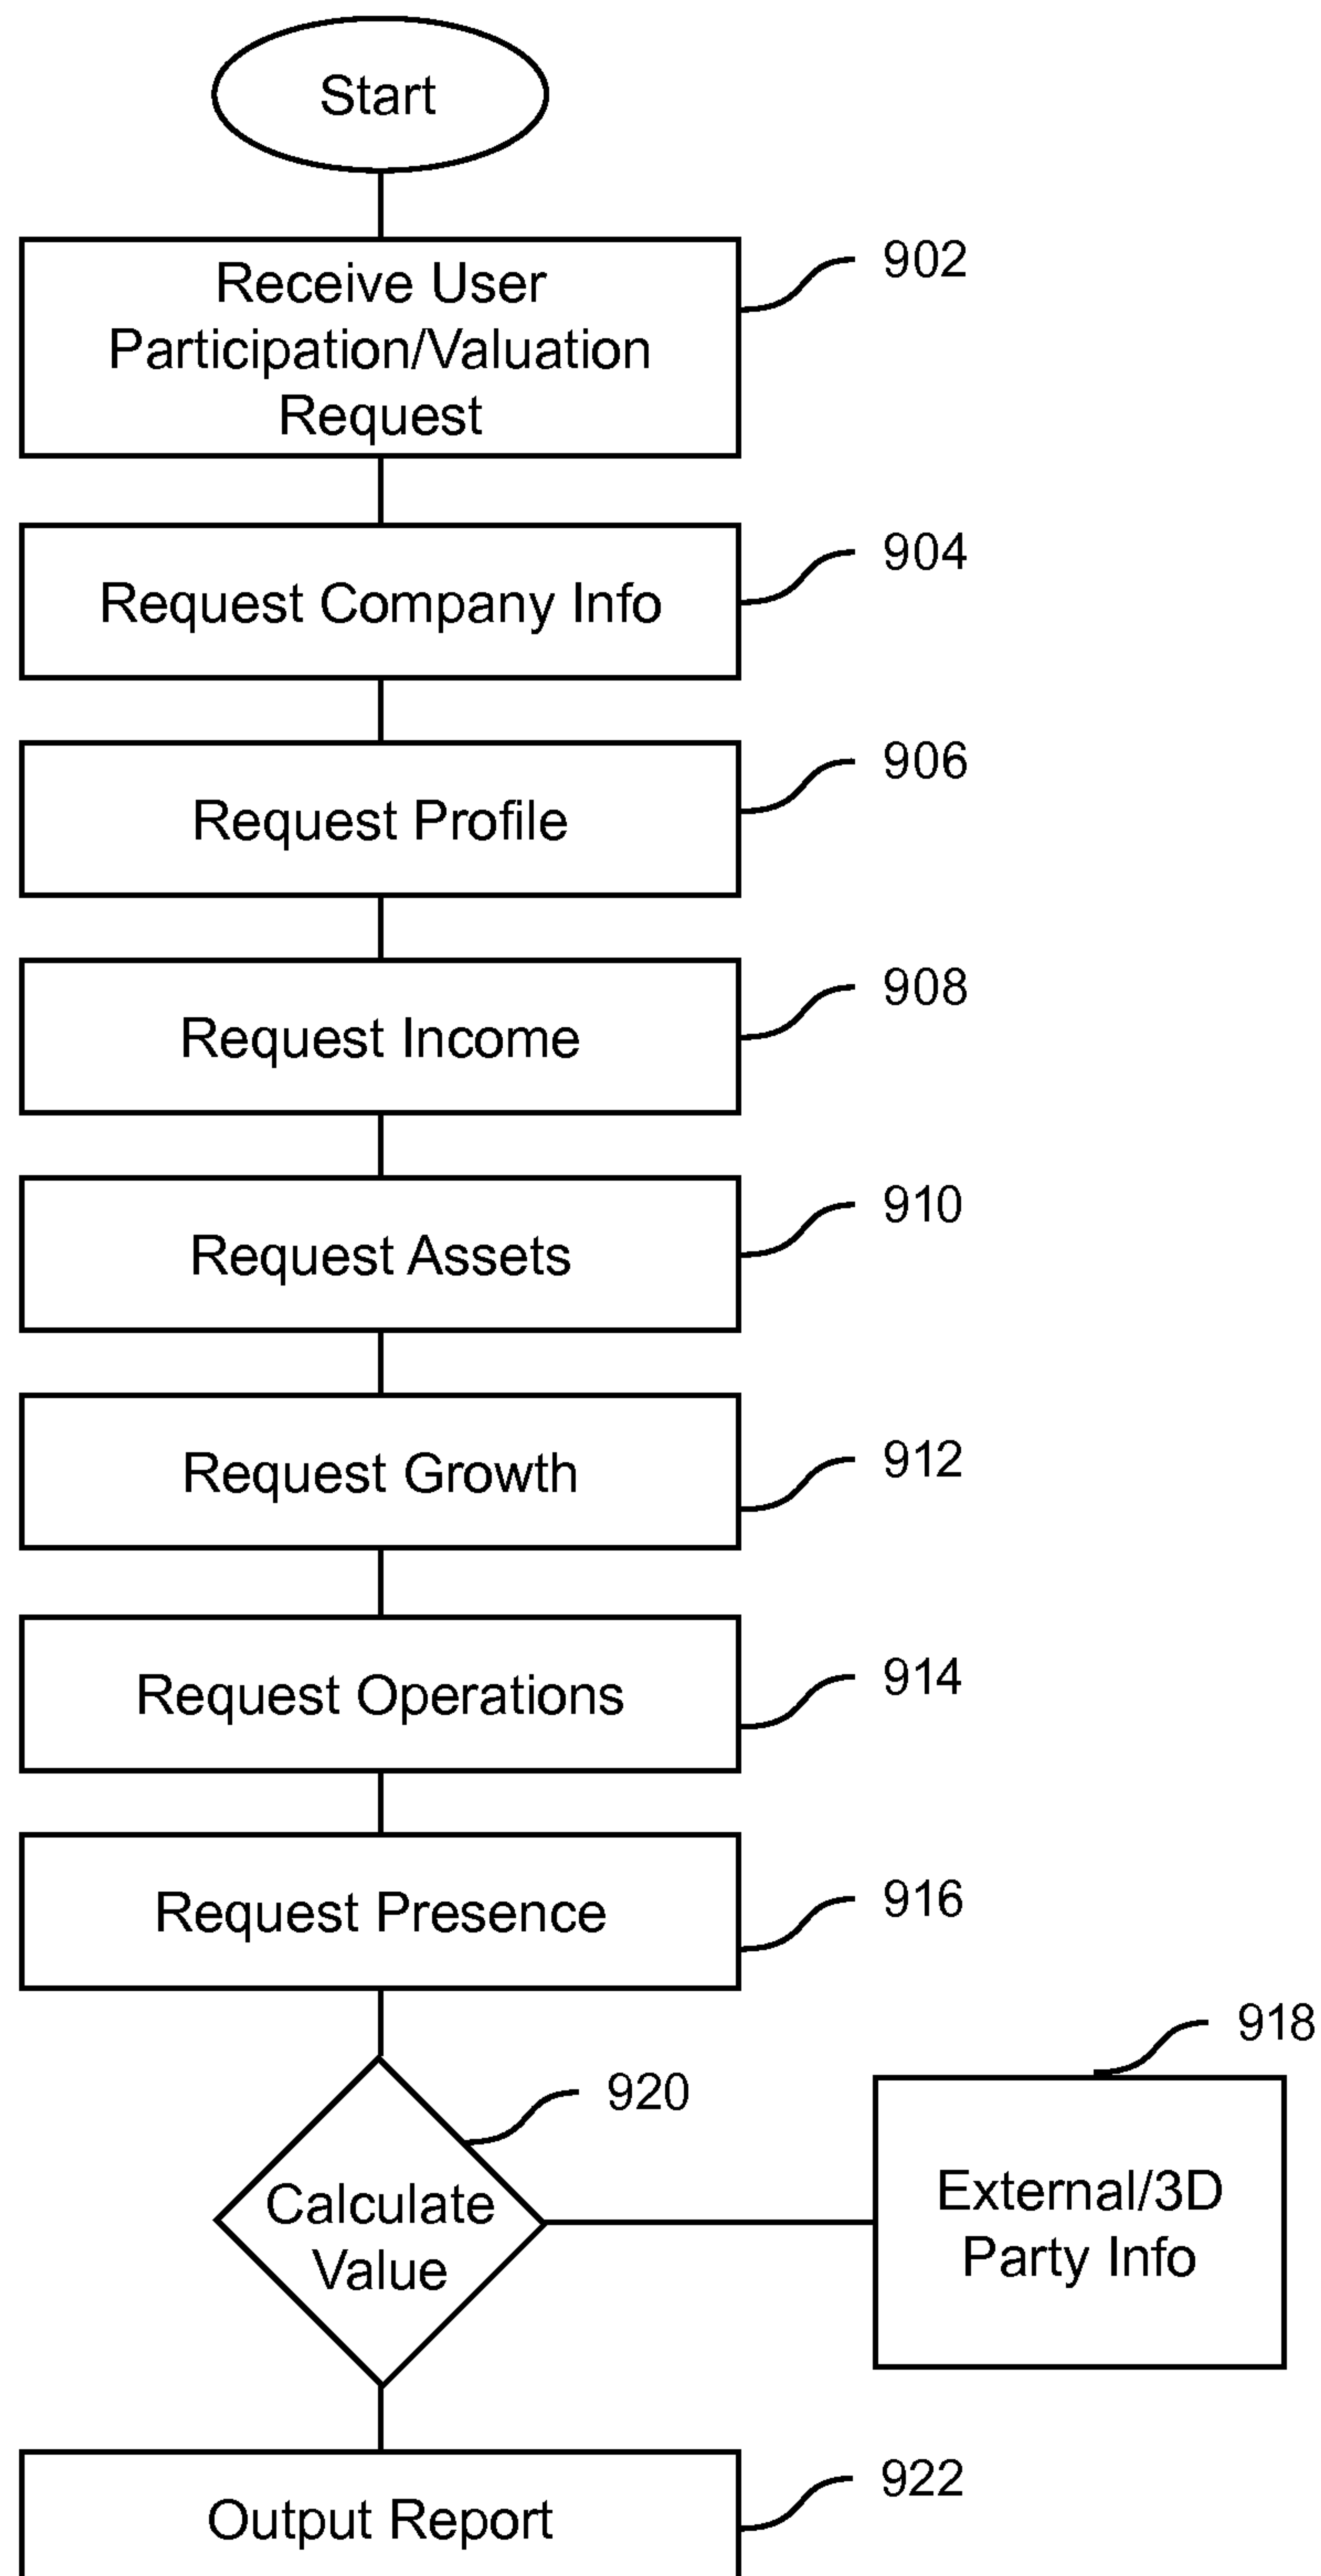 Start
Receive User
Participation/Valuation
Request
902
Request Company Info
904
Request Profile
906
Request Income
908
Request Assets
910
Request Growth
912
Request Operations
914
Request Presence
916
918
920
Calculate
Value
External/3D
Party Info
Output Report
922